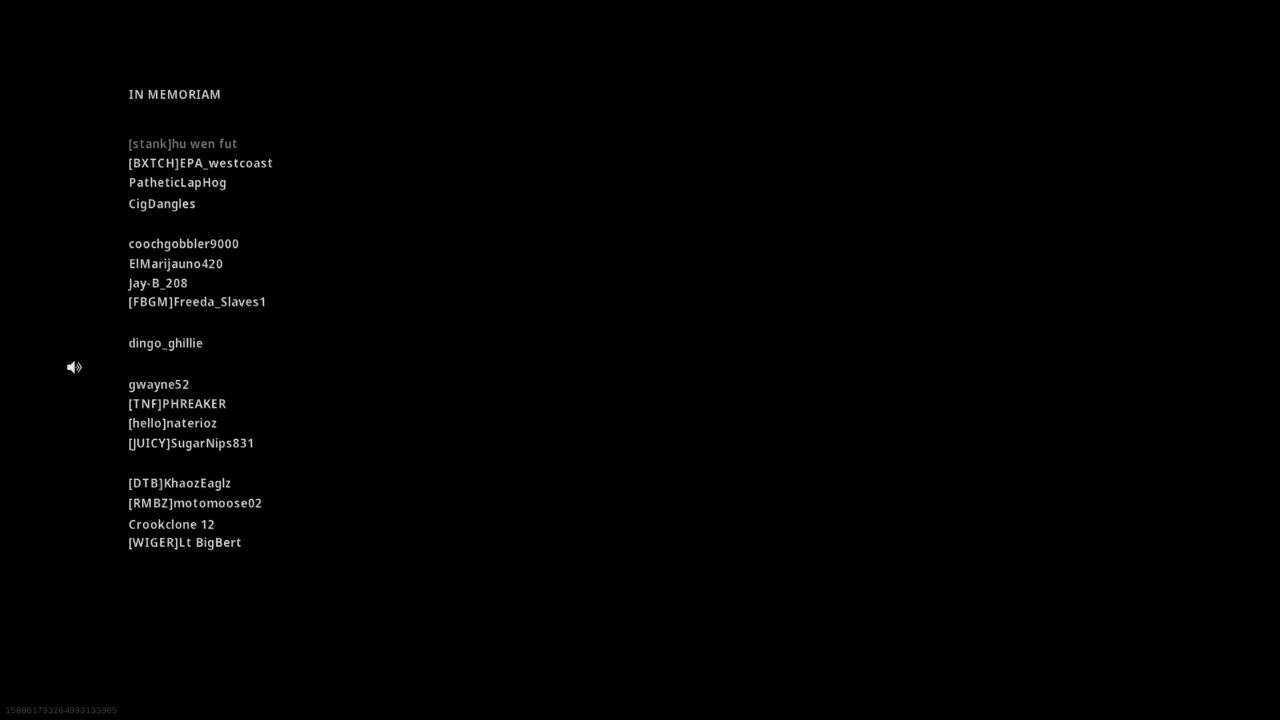 IN MEMORIAM
[stank]hu wen fut
[BXTCH]EPA_westcoast
PatheticLapHog
CigDangles
coochgobbler9000
ElMarijauno420
Jay-B_208
[FBGM]Freeda_Slaves1
dingo_ghillie
gwayne52
[TNF]PHREAKER
[hello]naterioz
[JUICY]SugarNips831
[DTB]KhaozEaglz
[RMBZ]motomoose02
Crookclone 12
[WIGER]Lt BigBert
158861793264993133965